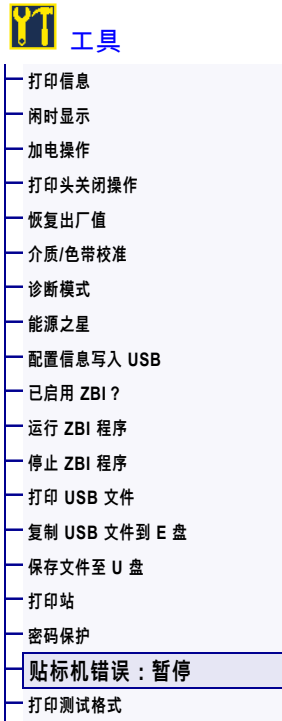 工具
打印信息
闲时显示
加电操作
打印头关闭操作
恢复出厂值
介质/色带校准
诊断模式
能源之星
配置信息写入 USB
已启用 ZBI？
运行 ZBI 程序
停止 ZBI 程序
打印 USB 文件
复制 USB 文件到 E 盘
保存文件至 U 盘
打印站
密码保护
贴标机错误：暂停
打印测试格式